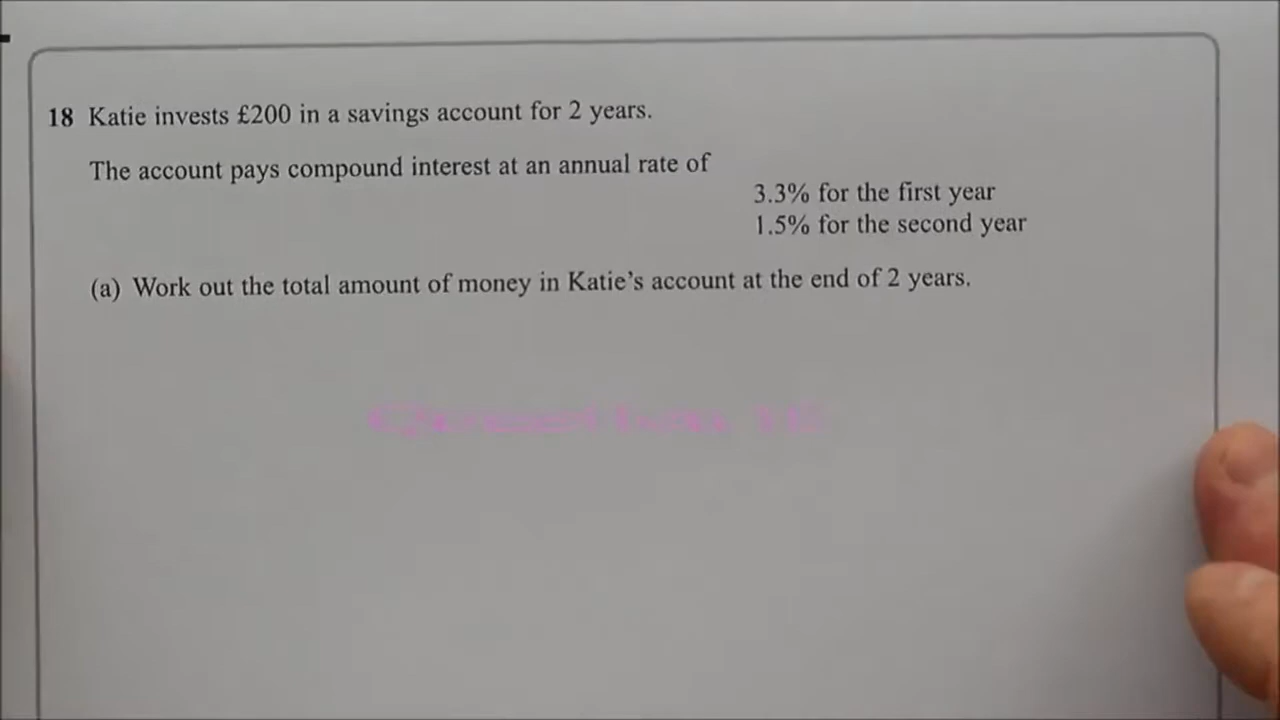 18 Katie invests £200 in a savings account for 2 years.
The account pays compound interest at an annual rate of
3.3% for the first year
1.5% for the second year
(a) Work out the total amount of money in Katie's account at the end of 2 years.